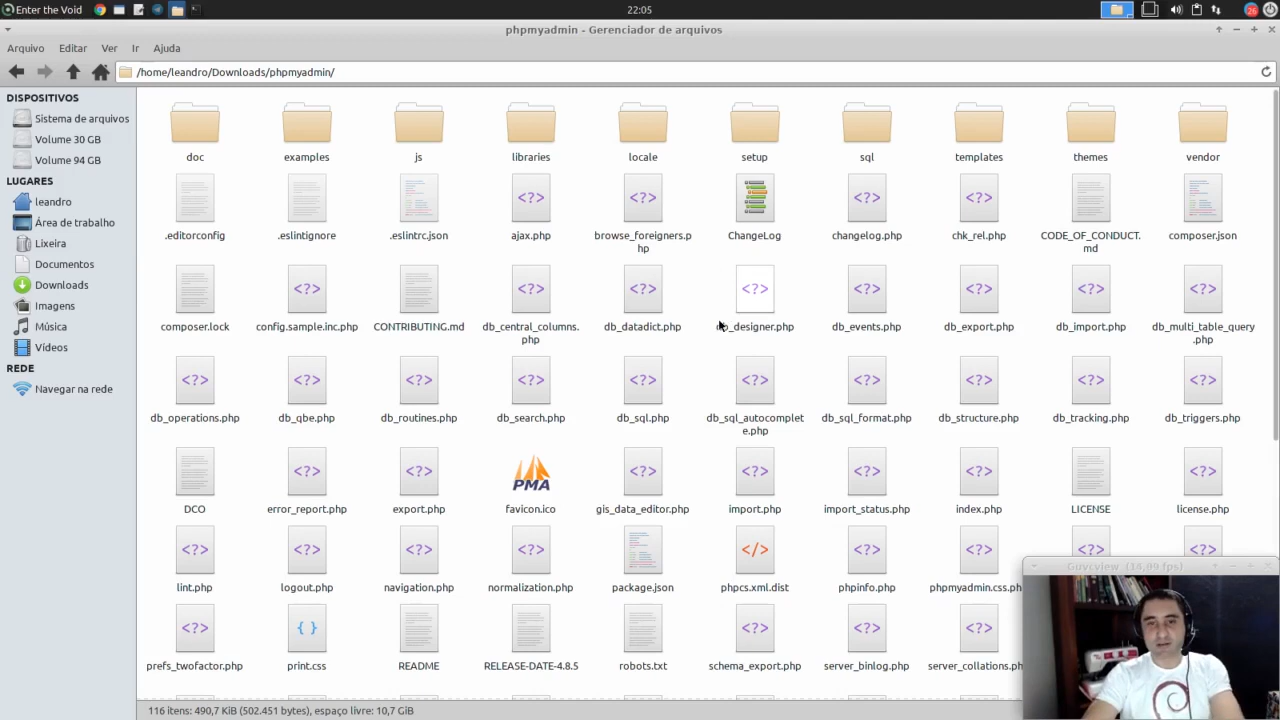 Enter the Void
22:05
26
phpmyadmin - Gerenciador de arquivos
Arquivo Editar Ver Ir Ajuda
/home/leandro/Downloads/phpmyadmin/
DISPOSITIVOS
Sistema de arquivos
Volume 30 GB
Volume 94 GB
LUGARES
leandro
Área de trabalho
Lixeira
Documentos
Downloads
Imagens
Música
Vídeos
REDE
Navegar na rede
doc examples js libraries locale setup sql templates themes vendor
.editorconfig .eslintignore .eslintrc.json ajax.php browse_foreigners.p ChangeLog changelog.php chk_rel.php CODE_OF_CONDUCT. composer.json
hp md
composer.lock config.sample.inc.php CONTRIBUTING.md db_central_columns. db_datadict.php db_designer.php db_events.php db_export.php db_import.php db_multi_table_query
php .php
db_operations.php db_qbe.php db_routines.php db_search.php db_sql.php db_sql_autocomplet db_sql_format.php db_structure.php db_tracking.php db_triggers.php
e.php
DCO error_report.php export.php favicon.ico gis_data_editor.php import.php import_status.php index.php LICENSE license.php
PMA
lint.php logout.php navigation.php normalization.php package.json phpcs.xml.dist phpinfo.php phpmyadmin.css.ph
prefs_twofactor.php print.css README RELEASE-DATE-4.8.5 robots.txt schema_export.php server_binlog.php server_collations.ph
Guvcview (14,09 fps)
116 itens: 490,7 KiB (502.451 bytes), espaço livre: 10,7 GiB